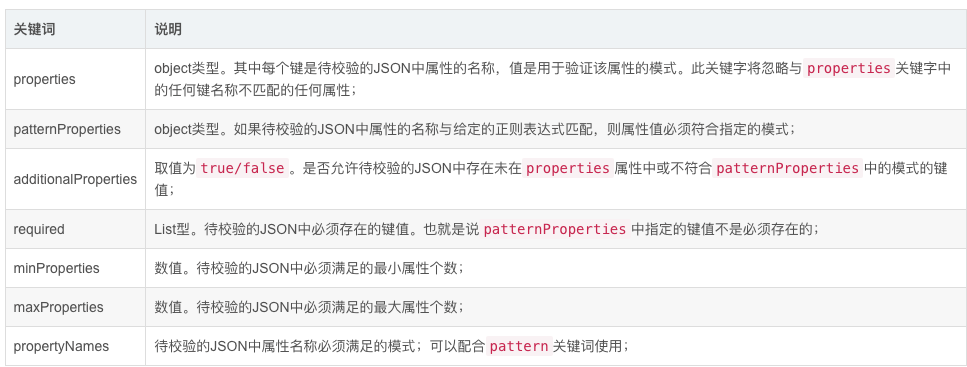 关键词 说明
properties object类型。其中每个键是待校验的JSON中属性的名称，值是用于验证该属性的模式。此关键字将忽略与 properties 关键字中
的任何键名称不匹配的任何属性；
patternProperties object类型。如果待校验的JSON中属性的名称与给定的正则表达式匹配，则属性值必须符合指定的模式；
additionalProperties 取值为 true/false 。是否允许待校验的JSON中存在未在 properties 属性中或不符合 patternProperties 中的模式的键
值；
required List型。待校验的JSON中必须存在的键值。也就是说 patternProperties 中指定的键值不是必须存在的；
minProperties 数值。待校验的JSON中必须满足的最小属性个数；
maxProperties 数值。待校验的JSON中必须满足的最大属性个数；
propertyNames 待校验的JSON中属性名称必须满足的模式；可以配合 pattern 关键词使用；